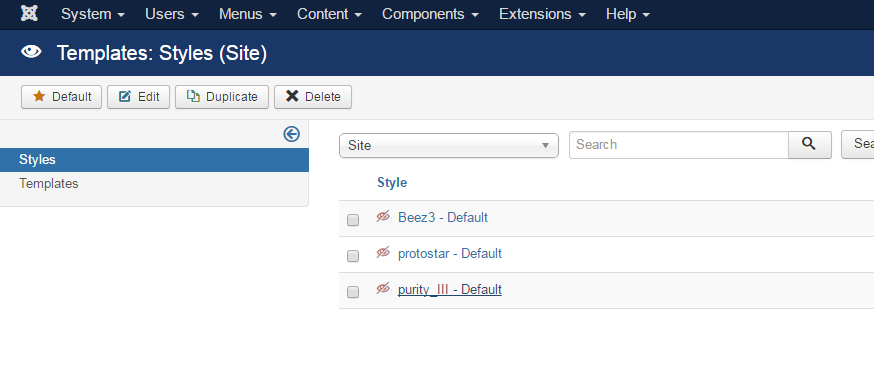 System Users Menus Content Components Extensions Help
Templates: Styles (Site)
Default Edit Duplicate Delete
Styles
Templates
Site Search Sea
Style
Beez3 - Default
protostar - Default
purity_III - Default